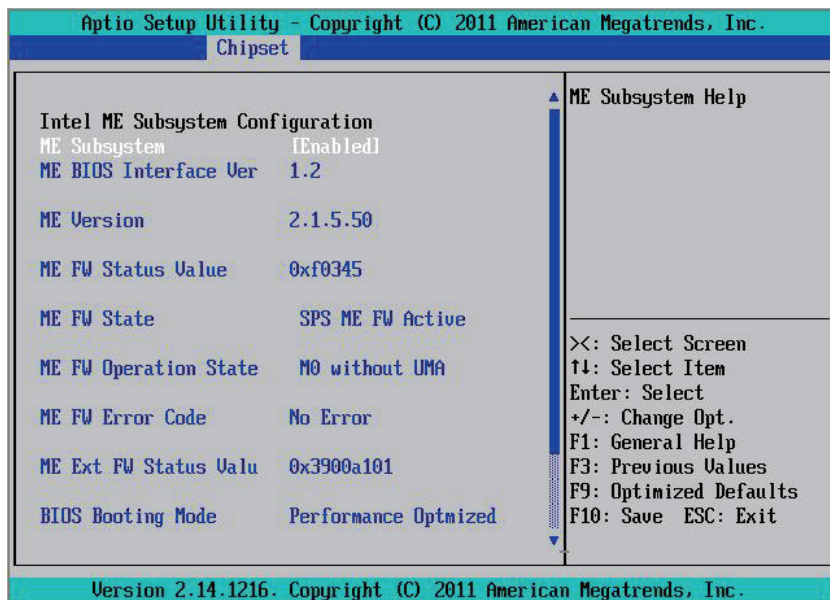 Aptio Setup Utility - Copyright (C) 2011 American Megatrends, Inc.
Chipset
Intel ME Subsystem Configuration
ME Subsystem [Enabled]
ME BIOS Interface Ver 1.2
ME Version 2.1.5.50
ME FW Status Value 0xf0345
ME FW State SPS ME FW Active
ME FW Operation State M0 without UMA
ME FW Error Code No Error
ME Ext FW Status Valu 0x3900a101
BIOS Booting Mode Performance Optmized
ME Subsystem Help
><: Select Screen
↑↓: Select Item
Enter: Select
+/-: Change Opt.
F1: General Help
F3: Previous Values
F9: Optimized Defaults
F10: Save ESC: Exit
Version 2.14.1216. Copyright (C) 2011 American Megatrends, Inc.